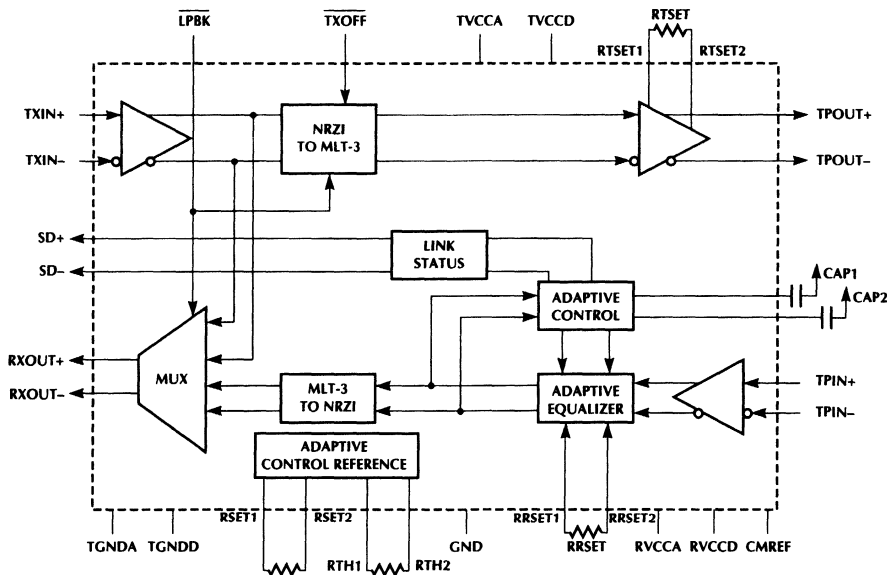 LPBK
TXOFF
TVCCA
TVCCD
RTSET
RTSET1
RTSET2
TXIN+
TXIN–
NRZI
TO MLT-3
TPOUT+
TPOUT–
SD+
SD–
LINK
STATUS
CAP1
CAP2
ADAPTIVE
CONTROL
RXOUT+
RXOUT–
MUX
MLT-3
TO NRZI
ADAPTIVE
EQUALIZER
TPIN+
TPIN–
ADAPTIVE
CONTROL REFERENCE
TGNDA
TGNDD
RSET1
RSET2
RTH1
RTH2
GND
RRSET1
RRSET2
RRSET
RVCCA
RVCCD
CMREF